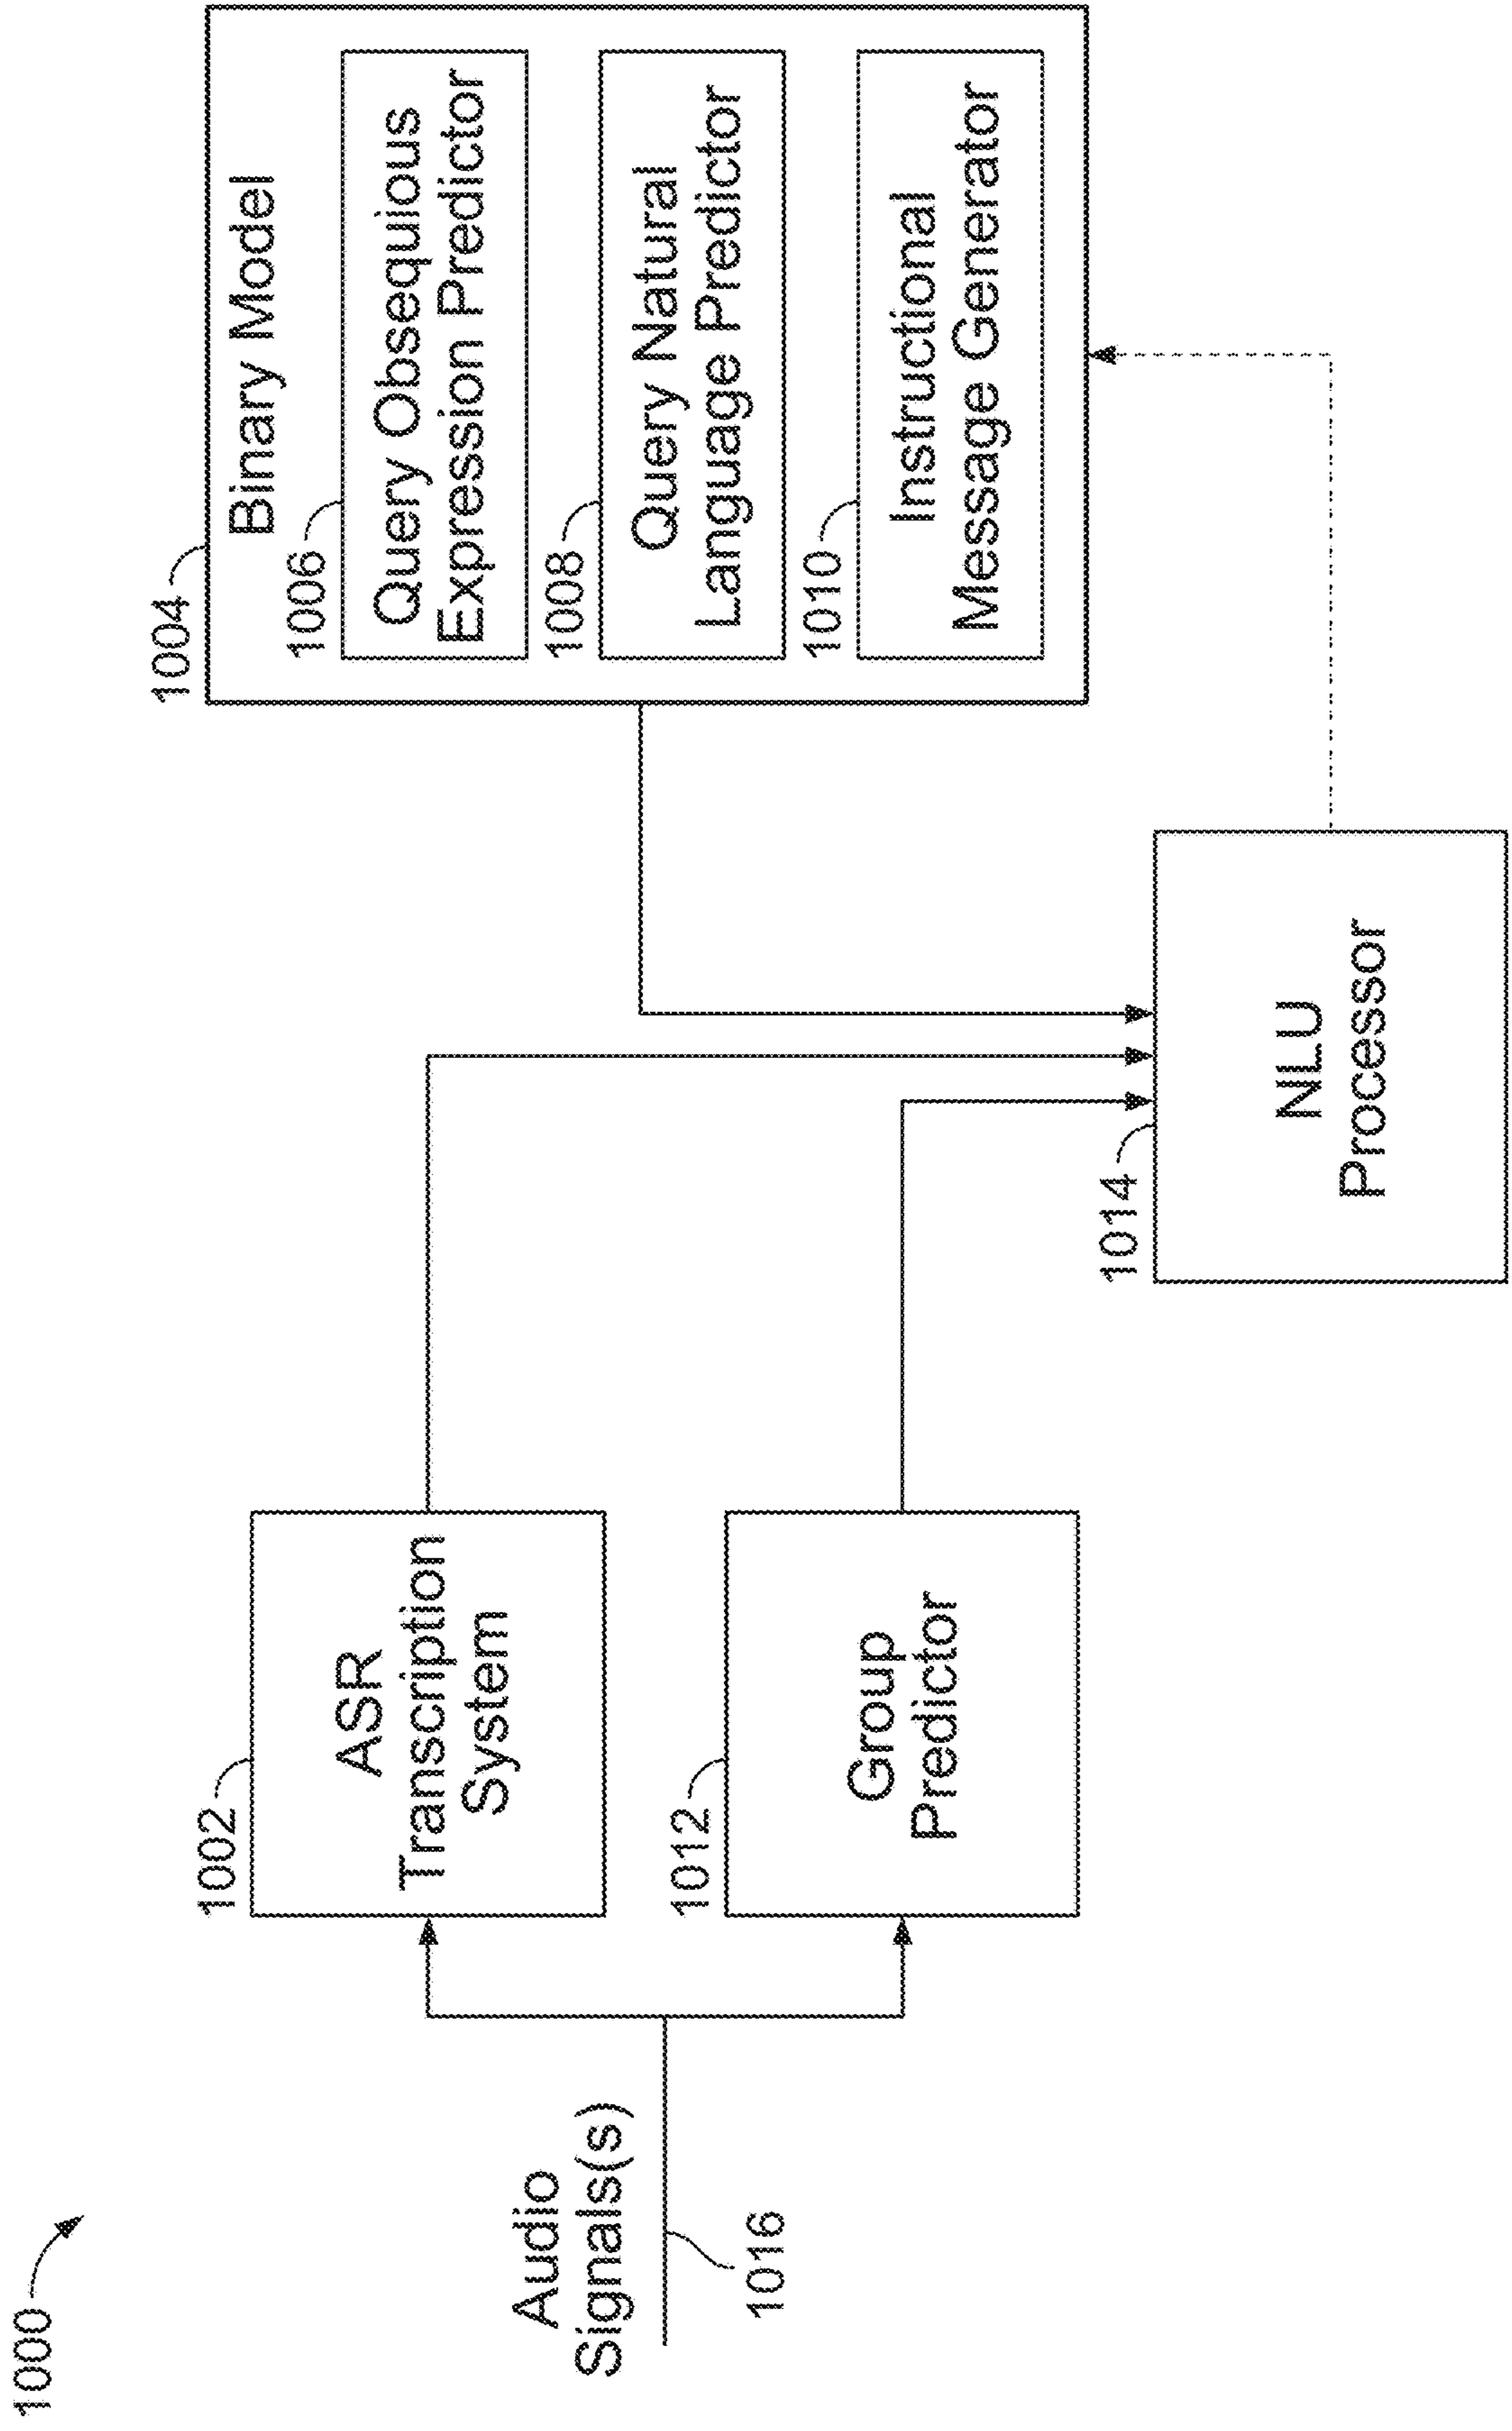 1000
Audio
Signals(s)
1016
1002
ASR
Transcription
System
1012
Group
Predictor
1014
NLU
Processor
1004
Binary Model
1006
Query Obsequious
Expression Predictor
1008
Query Natural
Language Predictor
1010
Instructional
Message Generator